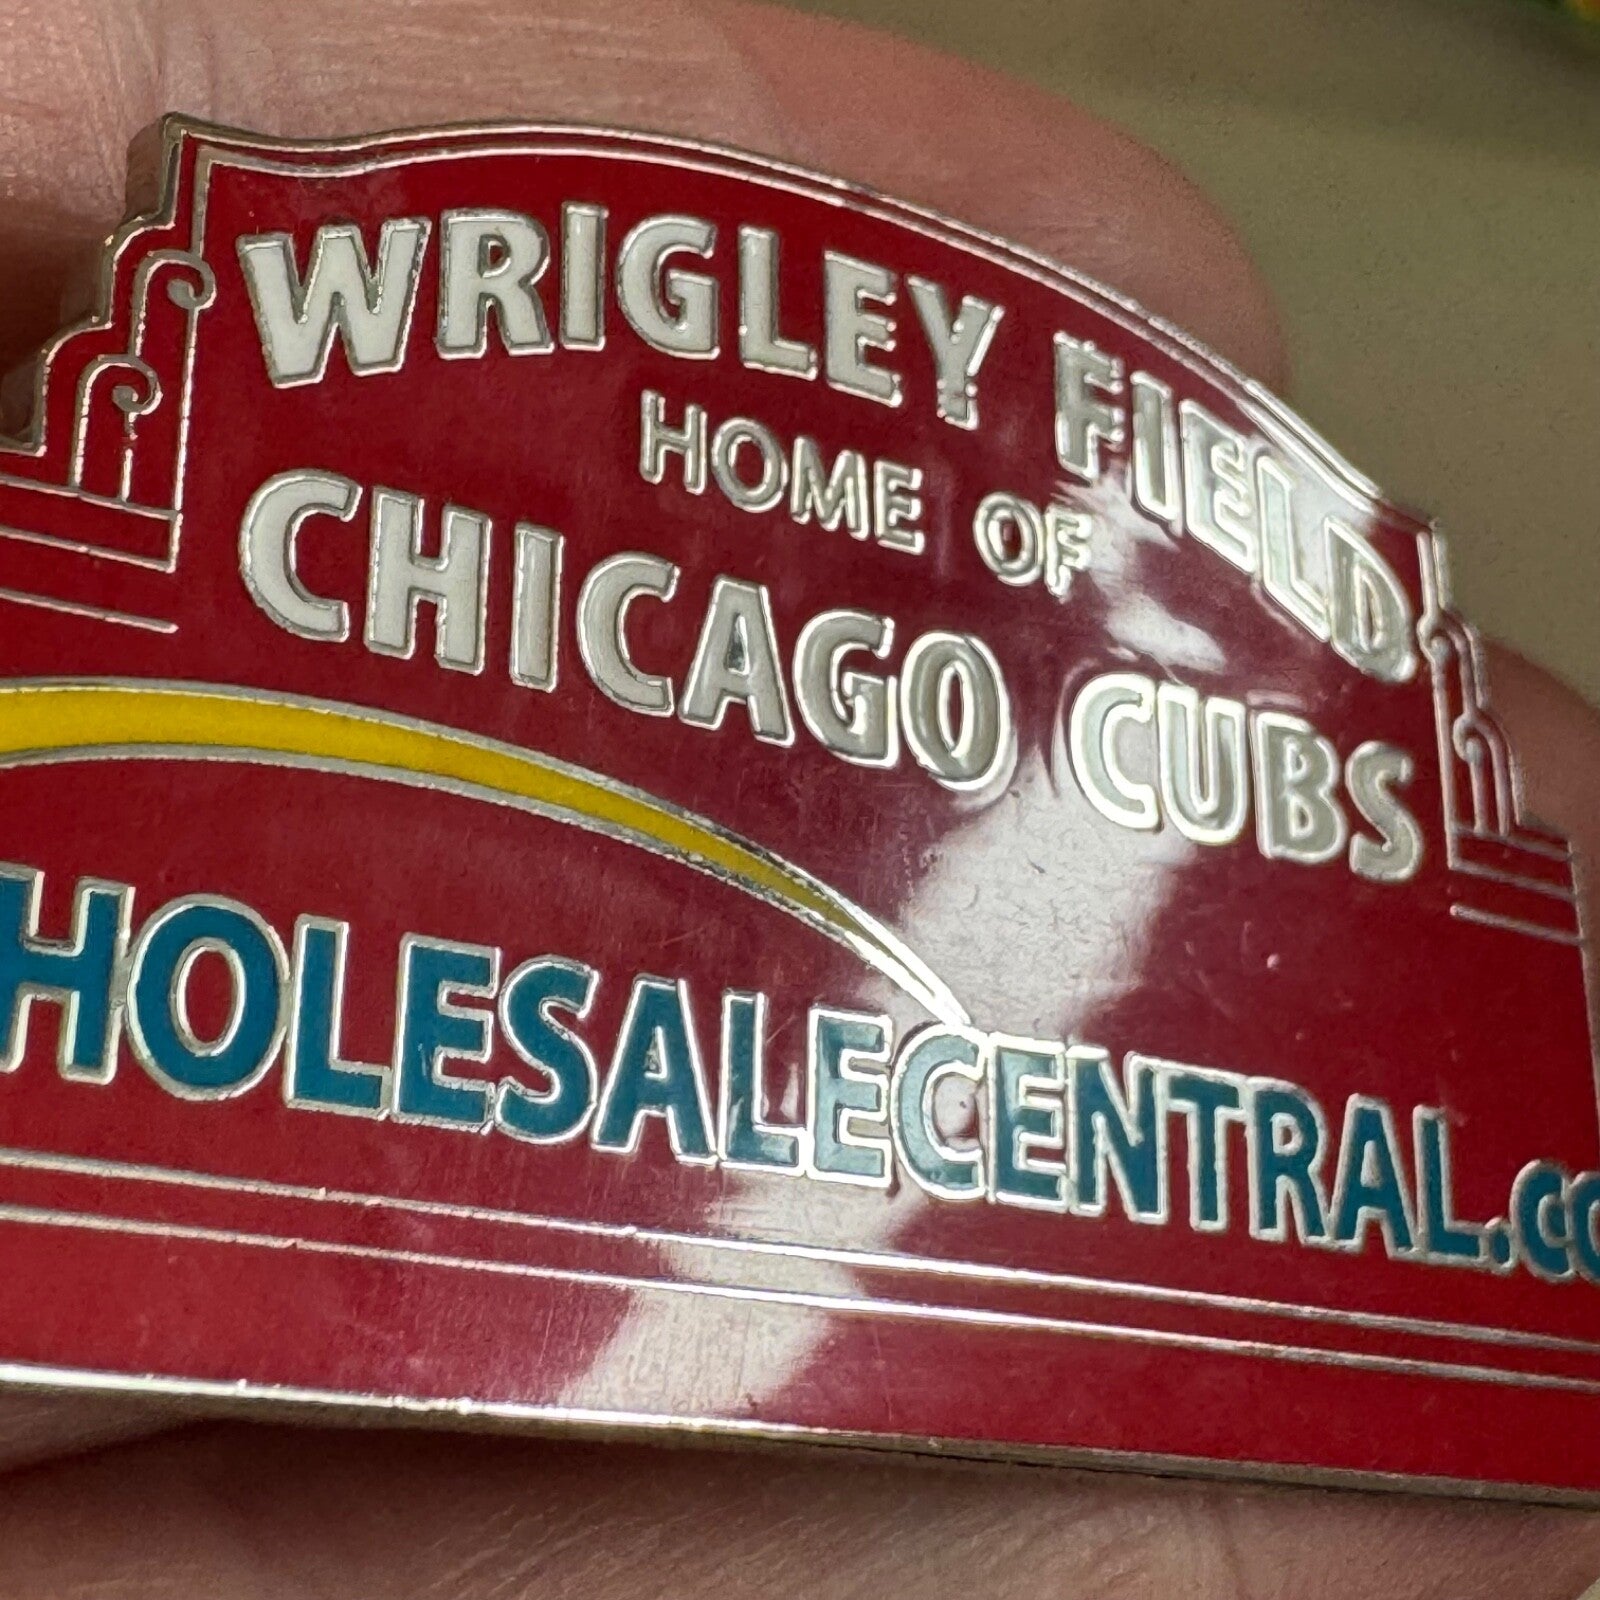 WRIGLEY FIELD
HOME OF
CHICAGO CUBS
HOLESALECENTRAL.CO